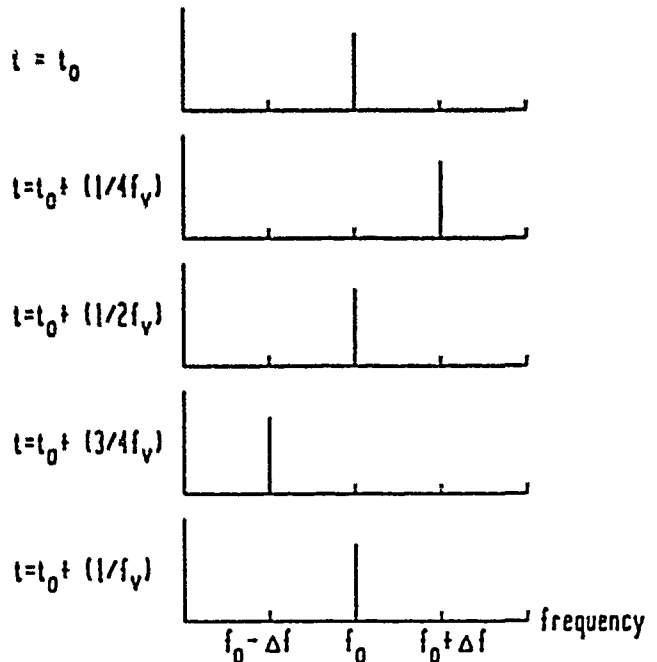 t = t₀
t=t₀+ (1/4fᵥ)
t=t₀+ (1/2fᵥ)
t=t₀+ (3/4fᵥ)
t=t₀+ (1/fᵥ)
f₀- Δf f₀ f₀+Δf frequency